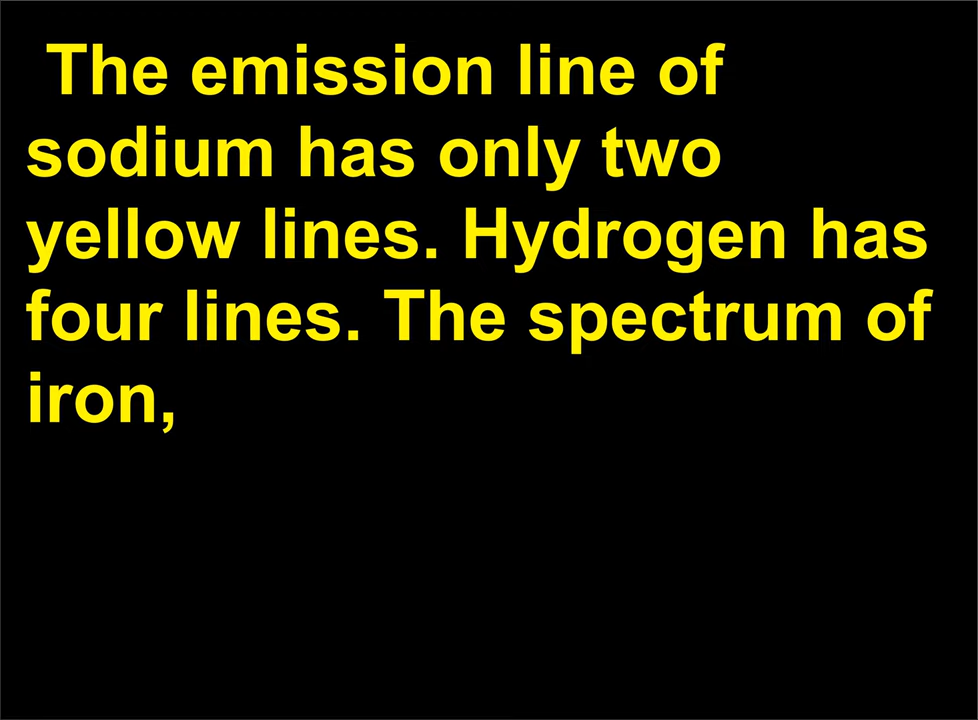 The emission line of
sodium has only two
yellow lines. Hydrogen has
four lines. The spectrum of
iron,